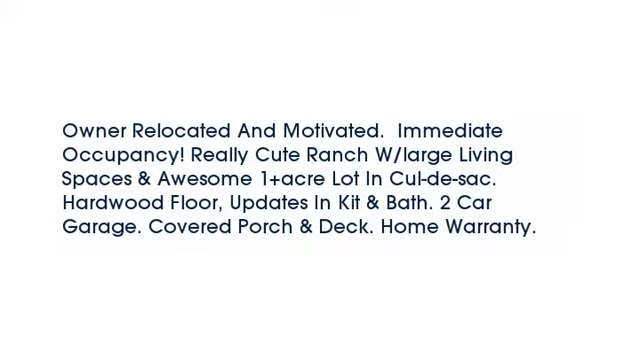 Owner Relocated And Motivated.  Immediate
Occupancy! Really Cute Ranch W/large Living
Spaces & Awesome 1+acre Lot In Cul-de-sac.
Hardwood Floor, Updates In Kit & Bath. 2 Car
Garage. Covered Porch & Deck. Home Warranty.